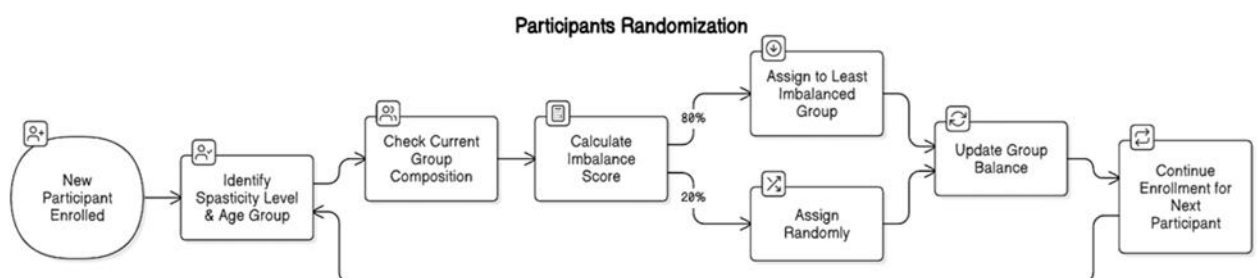 Participants Randomization
New
Participant
Enrolled
Identify
Spasticity Level
& Age Group
Check Current
Group
Composition
Calculate
Imbalance
Score
80%
20%
Assign to Least
Imbalanced
Group
Assign
Randomly
Update Group
Balance
Continue
Enrollment for
Next
Participant